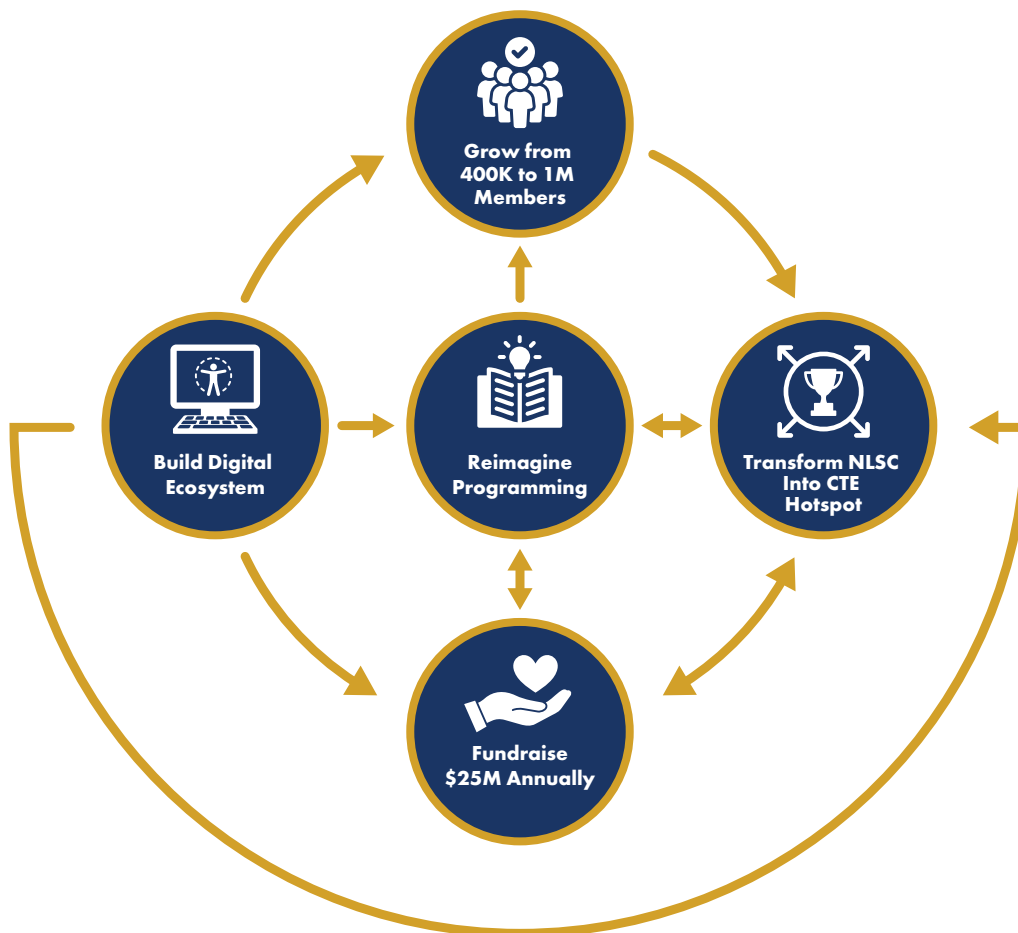 Grow from
400K to 1M
Members
Build Digital
Ecosystem
Reimagine
Programming
Transform NLSC
Into CTE
Hotspot
Fundraise
$25M Annually